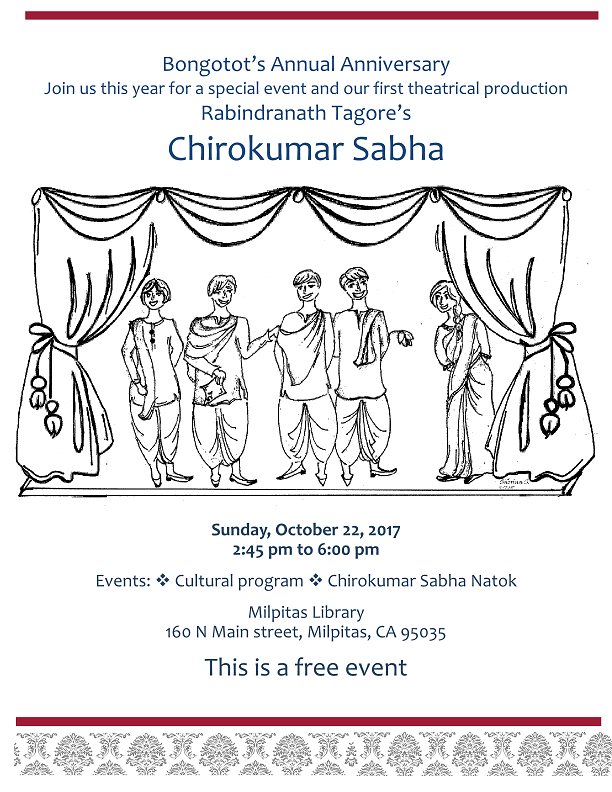 Bongotot's Annual Anniversary
Join us this year for a special event and our first theatrical production
Rabindranath Tagore's
Chirokumar Sabha
Sunday, October 22, 2017
2:45 pm to 6:00 pm
Events: ❖ Cultural program ❖ Chirokumar Sabha Natok
Milpitas Library
160 N Main street, Milpitas, CA 95035
This is a free event